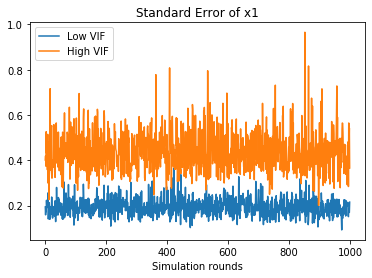 Standard Error of x1
Low VIF
High VIF
1.0
0.8
0.6
0.4
0.2
0 200 400 600 800 1000
Simulation rounds